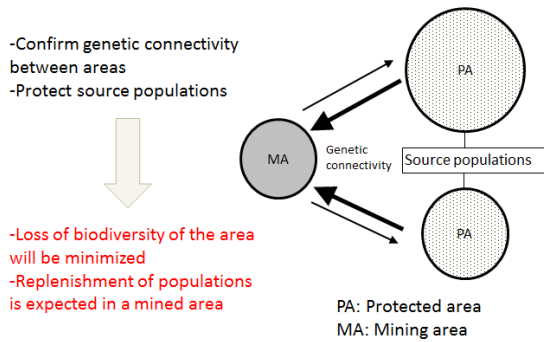 -Confirm genetic connectivity
between areas
-Protect source populations
-Loss of biodiversity of the area
will be minimized
-Replenishment of populations
is expected in a mined area
PA
MA
Genetic
connectivity
Source populations
PA
PA: Protected area
MA: Mining area